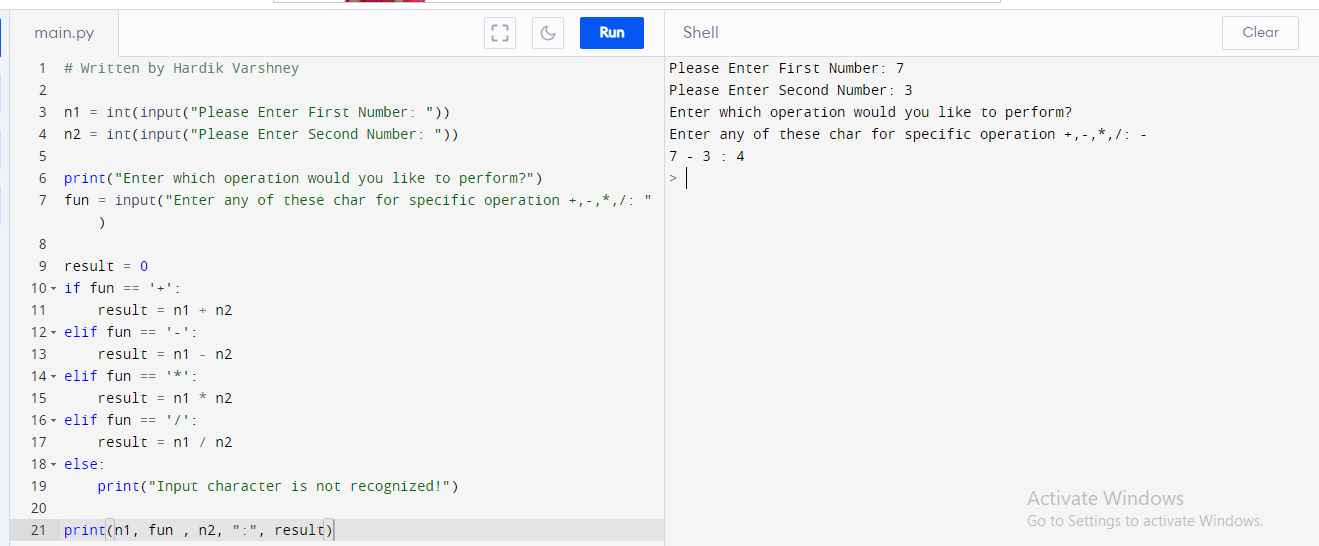 main.py
Run
1 # Written by Hardik Varshney
2
3 n1 = int(input("Please Enter First Number: "))
4 n2 = int(input("Please Enter Second Number: "))
5
6 print("Enter which operation would you like to perform?")
7 fun = input("Enter any of these char for specific operation +,-,*,/: "
)
8
9 result = 0
10 if fun == '+':
11     result = n1 + n2
12 elif fun == '-':
13     result = n1 - n2
14 elif fun == '*':
15     result = n1 * n2
16 elif fun == '/':
17     result = n1 / n2
18 else:
19     print("Input character is not recognized!")
20
21 print(n1, fun , n2, ":", result)
Shell
Clear
Please Enter First Number: 7
Please Enter Second Number: 3
Enter which operation would you like to perform?
Enter any of these char for specific operation +,-,*,/: -
7 - 3 : 4
>
Activate Windows
Go to Settings to activate Windows.